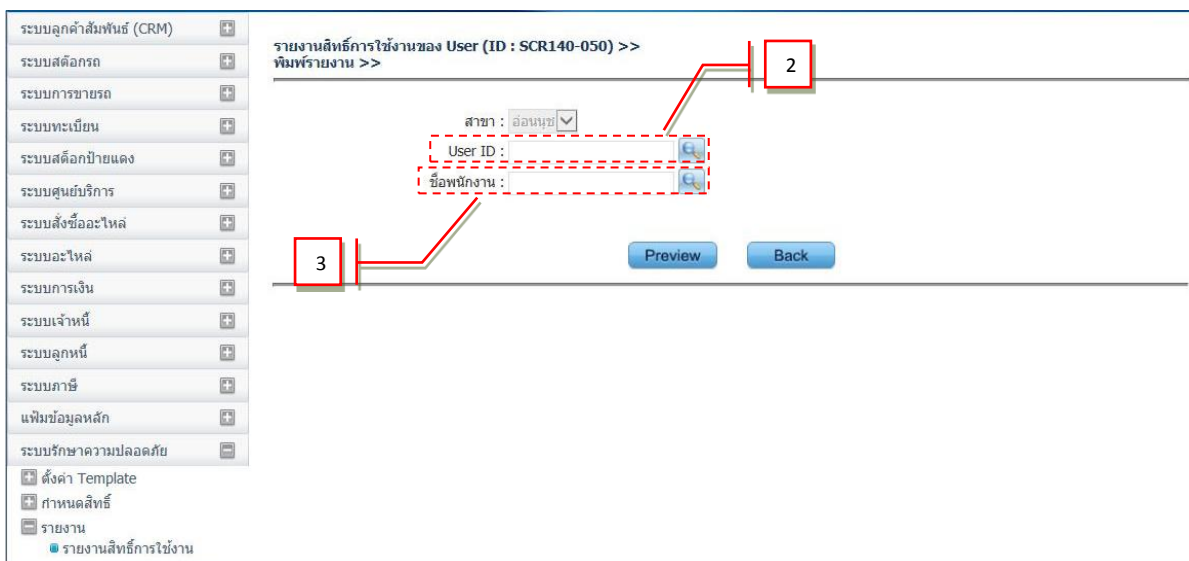 ระบบลูกค้าสัมพันธ์ (CRM)
ระบบสต๊อกรถ
ระบบการขายรถ
ระบบทะเบียน
ระบบสต็อกป้ายแดง
ระบบศูนย์บริการ
ระบบสั่งซื้ออะไหล่
ระบบอะไหล่
ระบบการเงิน
ระบบเจ้าหนี้
ระบบลูกหนี้
ระบบภาษี
แฟ้มข้อมูลหลัก
ระบบรักษาความปลอดภัย
ตั้งค่า Template
กำหนดสิทธิ์
รายงาน
รายงานสิทธิ์การใช้งาน
รายงานสิทธิ์การใช้งานของ User (ID : SCR140-050) >>
พิมพ์รายงาน >>
2
สาขา : อ่อนนุช
User ID :
ชื่อพนักงาน :
3
Preview Back